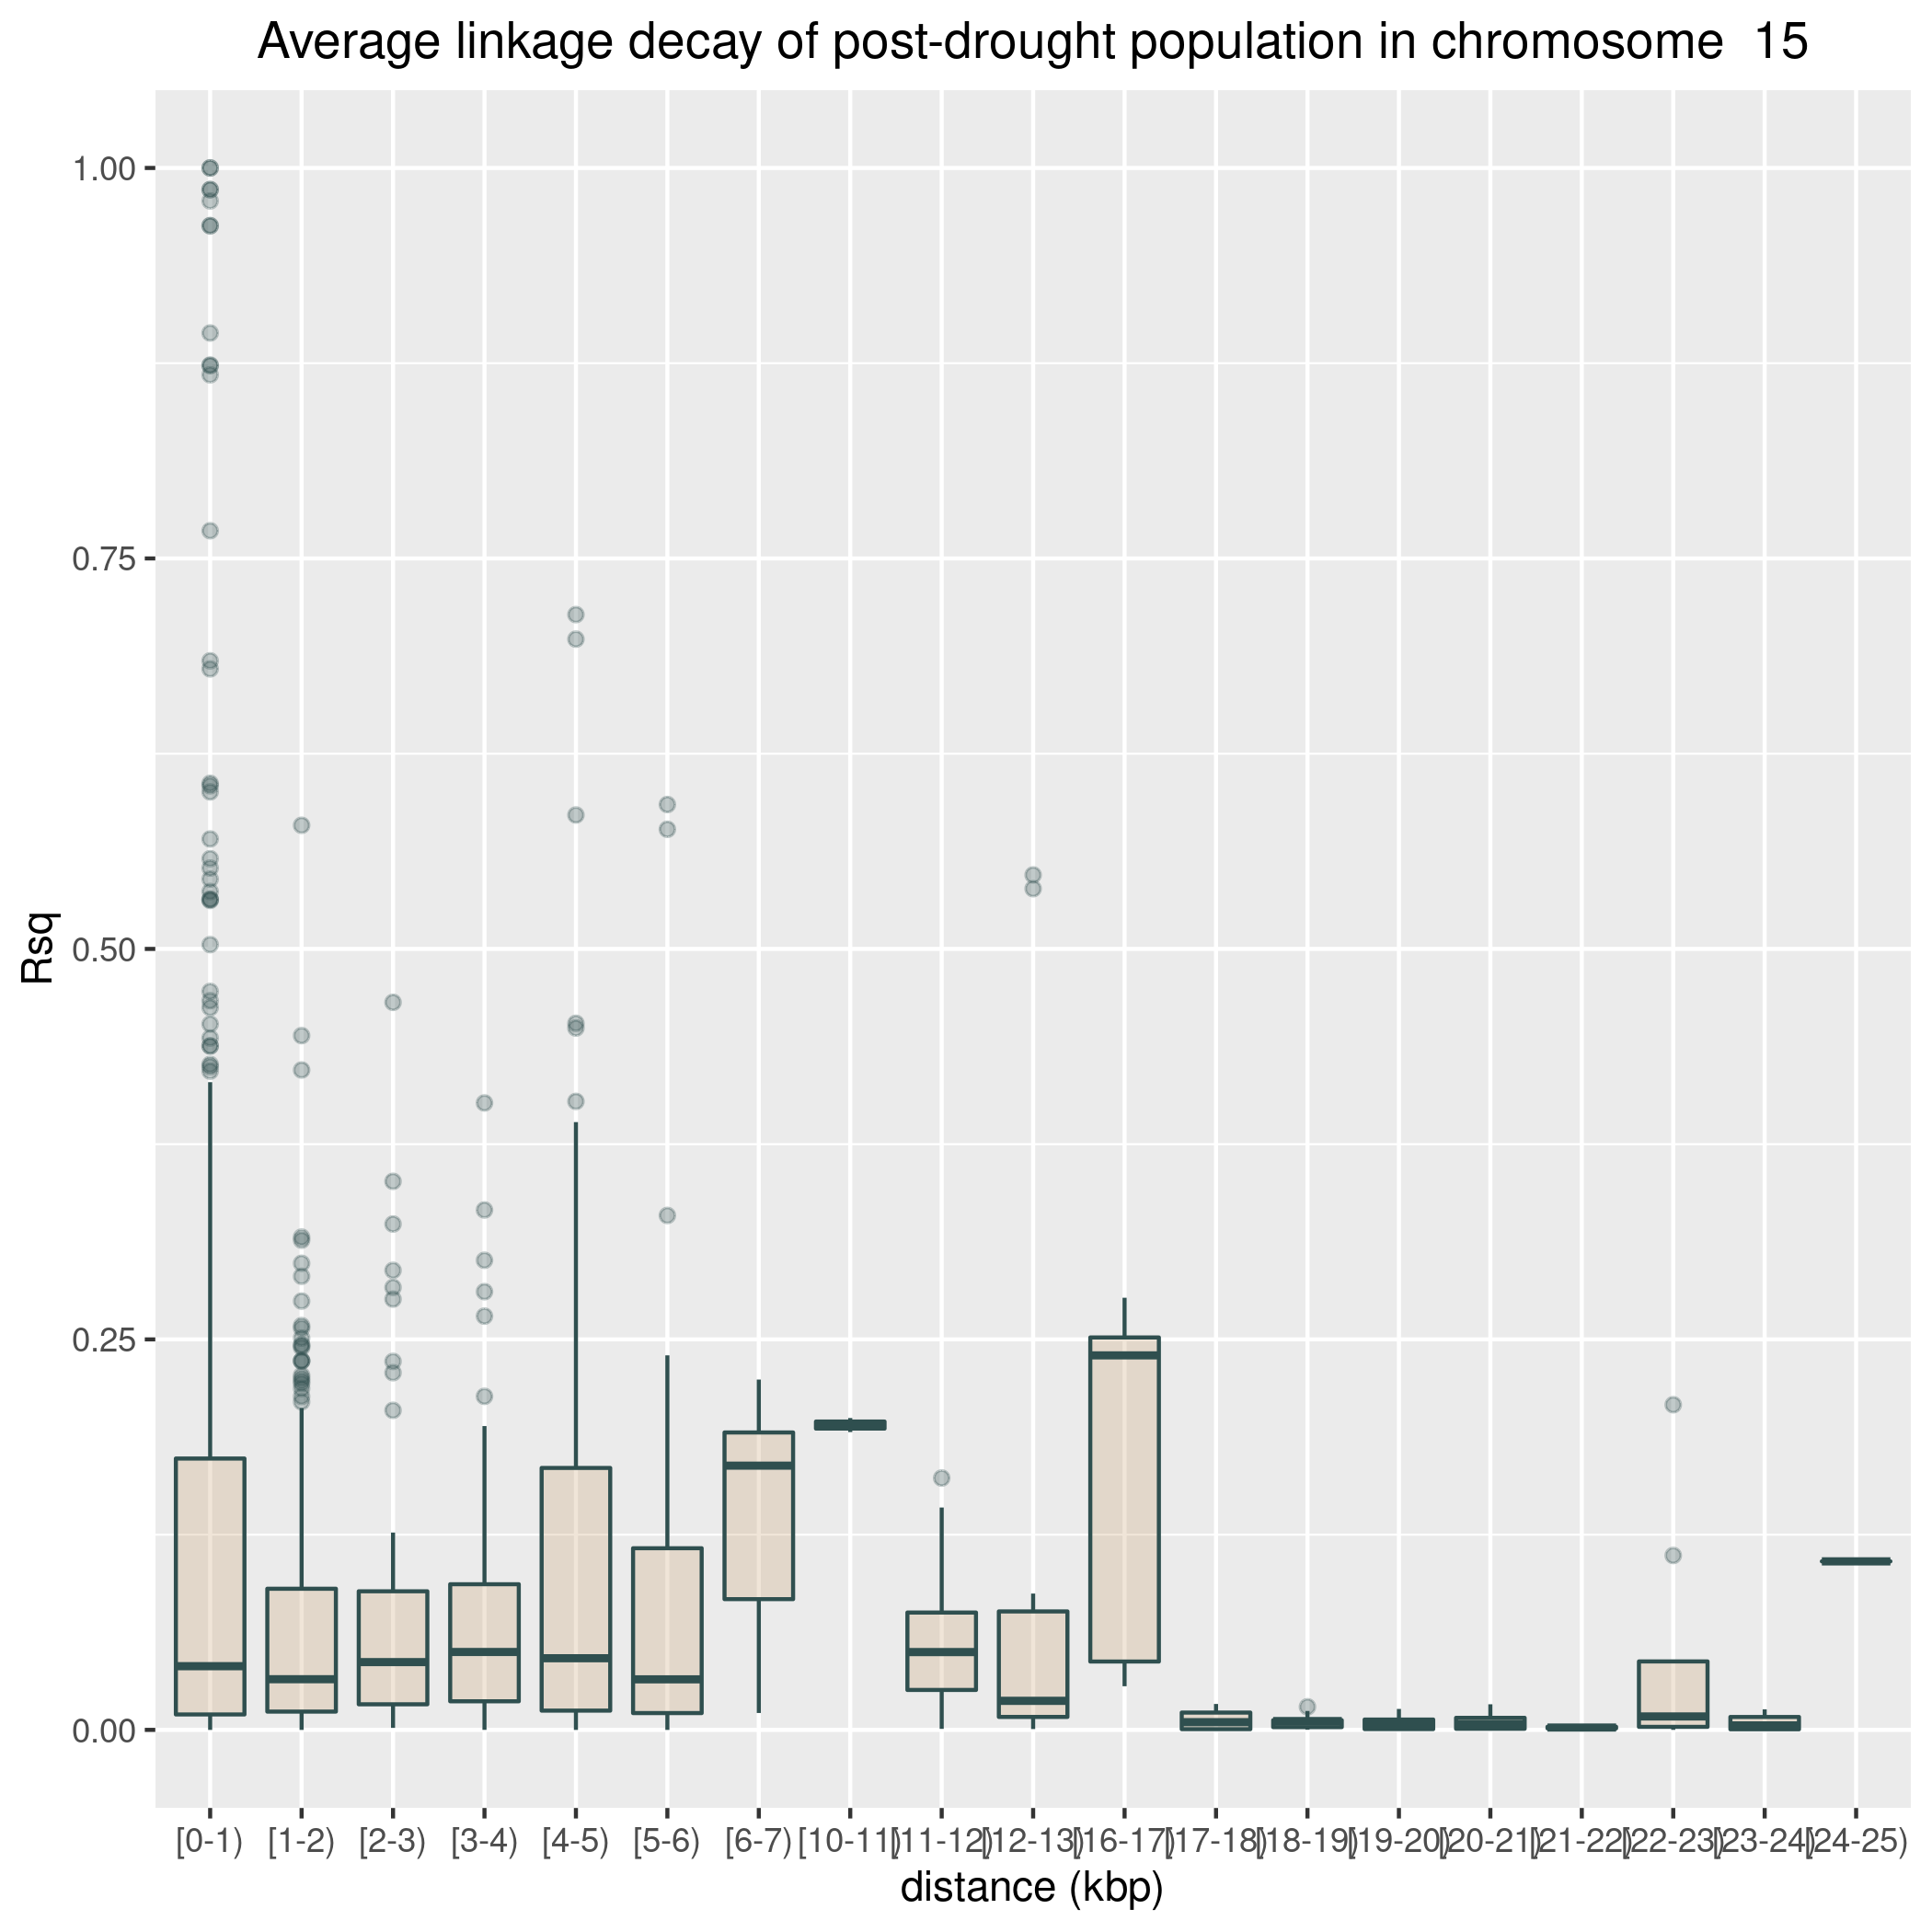 Average linkage decay of post-drought population in chromosome  15
1.00
0.75
0.50
0.25
0.00
Rsq
[0-1) [1-2) [2-3) [3-4) [4-5) [5-6) [6-7) [10-11) [11-12) [12-13) [16-17) [17-18) [18-19) [19-20) [20-21) [21-22) [22-23) [23-24) [24-25)
distance (kbp)